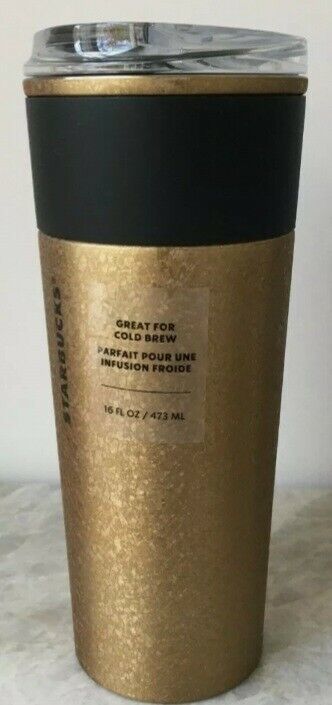 STARBUCKS
GREAT FOR
COLD BREW
PARFAIT POUR UNE
INFUSION FROIDE
16 FL OZ / 473 ML